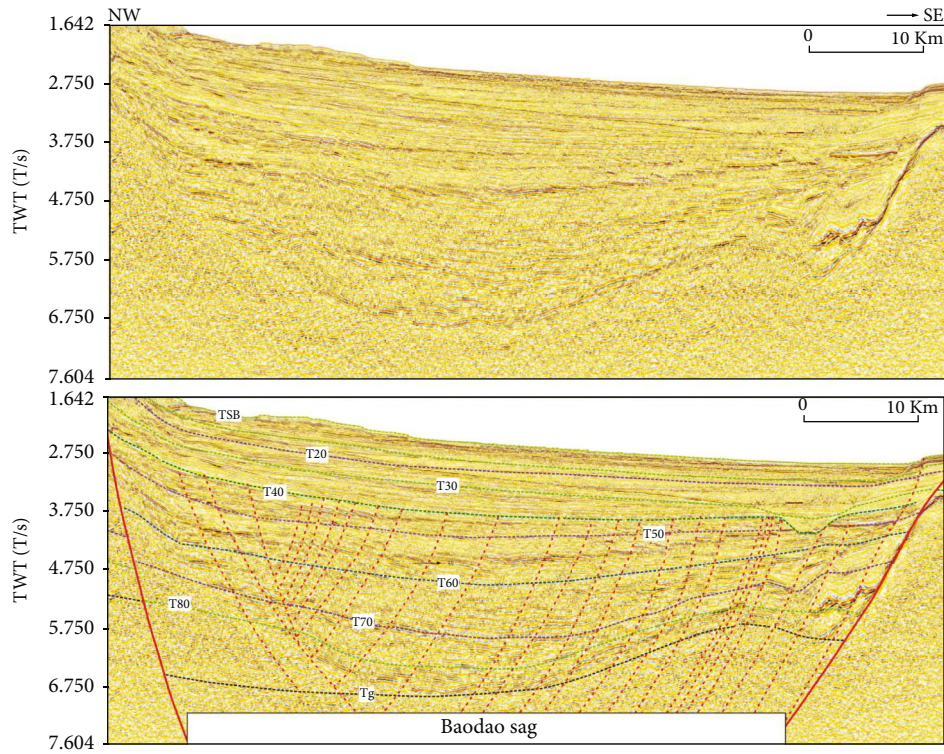 NW
SE
0 10 Km
1.642
2.750
3.750
4.750
5.750
6.750
7.604
TWT (T/s)
0 10 Km
1.642
2.750
3.750
4.750
5.750
6.750
7.604
TWT (T/s)
TSB
T20
T30
T40
T50
T60
T80
T70
Tg
Baodao sag